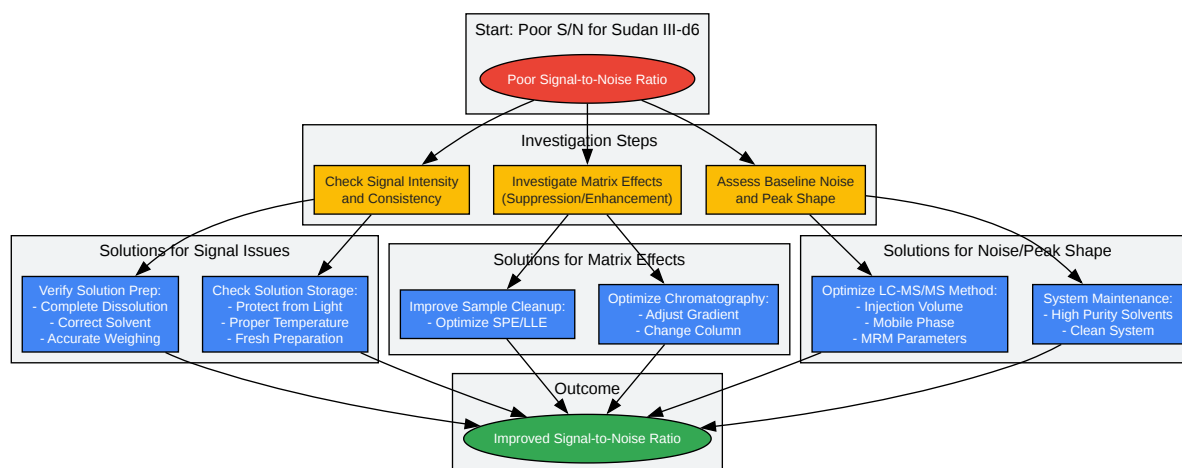 Start: Poor S/N for Sudan III-d6
Poor Signal-to-Noise Ratio
Investigation Steps
Check Signal Intensity
and Consistency
Investigate Matrix Effects
(Suppression/Enhancement)
Assess Baseline Noise
and Peak Shape
Solutions for Signal Issues
Verify Solution Prep:
- Complete Dissolution
- Correct Solvent
- Accurate Weighing
Check Solution Storage:
- Protect from Light
- Proper Temperature
- Fresh Preparation
Solutions for Matrix Effects
Improve Sample Cleanup:
- Optimize SPE/LLE
Optimize Chromatography:
- Adjust Gradient
- Change Column
Solutions for Noise/Peak Shape
Optimize LC-MS/MS Method:
- Injection Volume
- Mobile Phase
- MRM Parameters
System Maintenance:
- High Purity Solvents
- Clean System
Outcome
Improved Signal-to-Noise Ratio